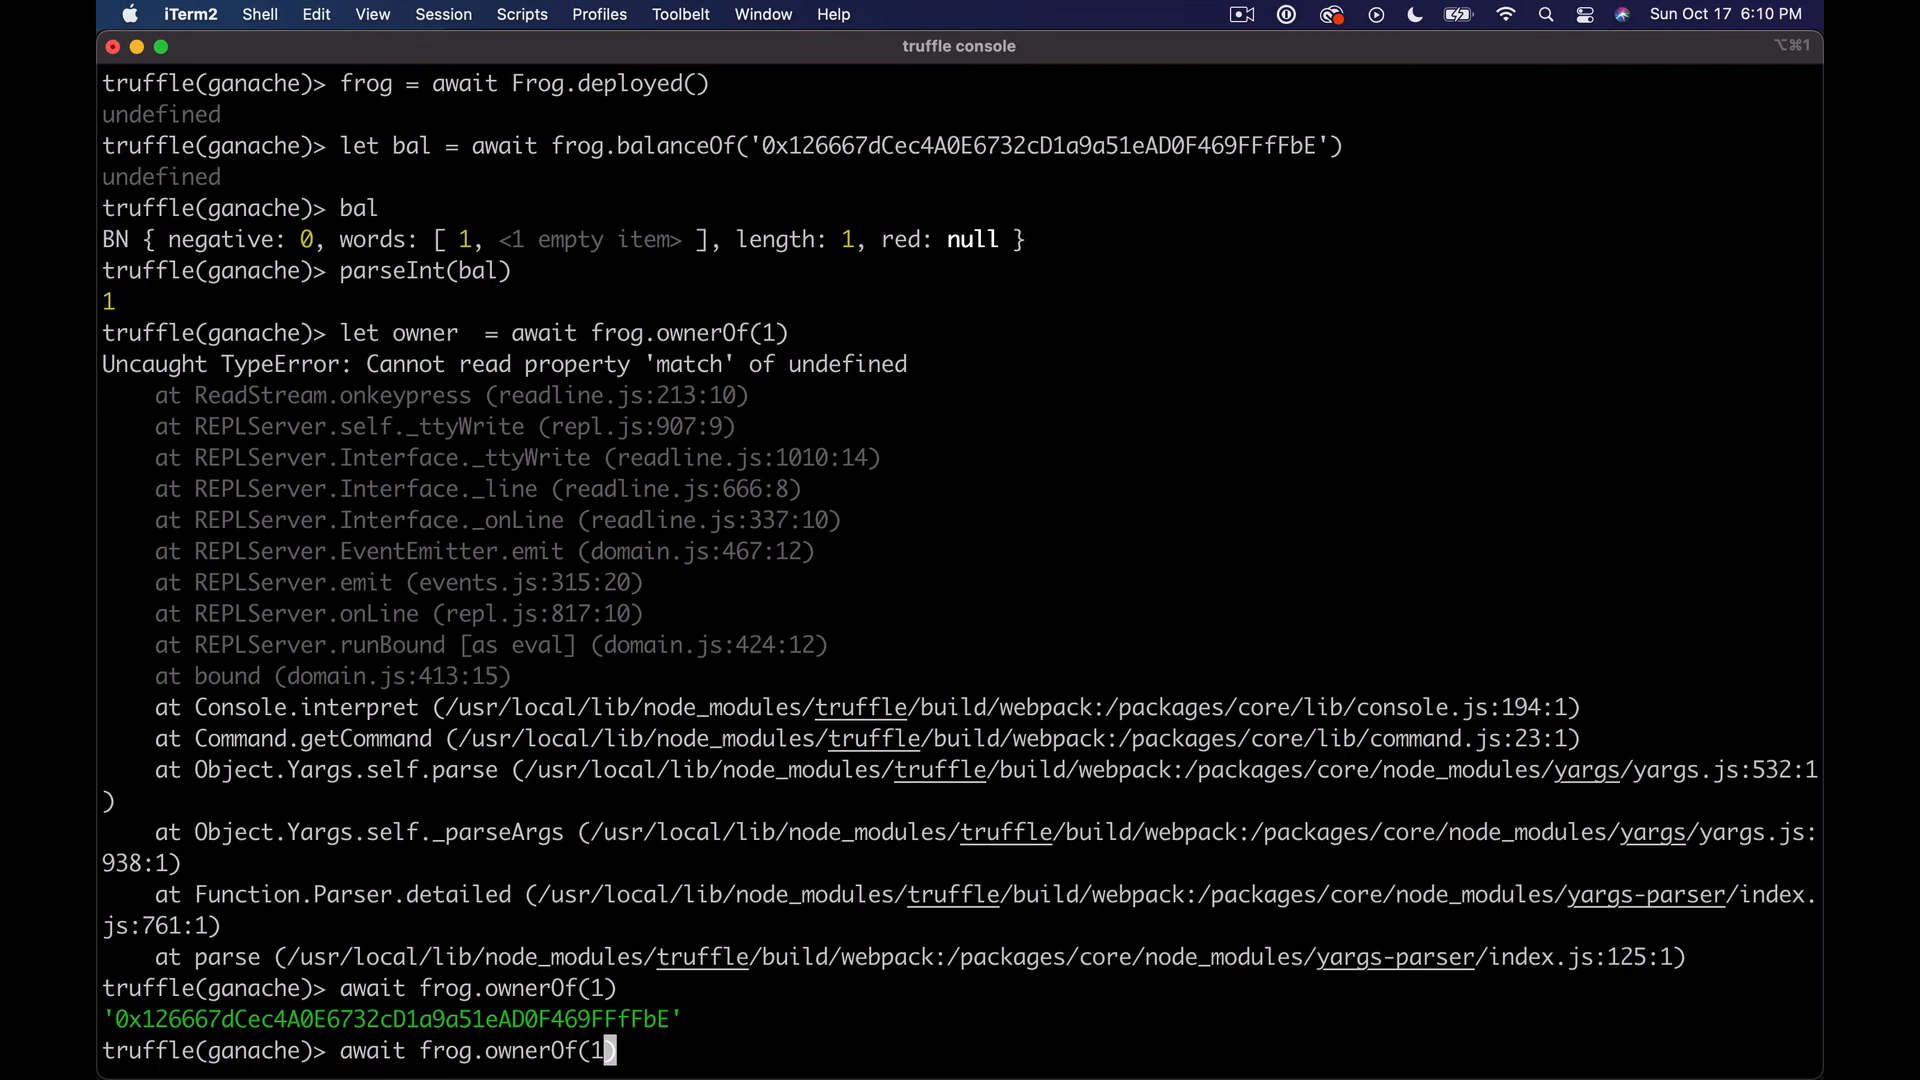 iTerm2 Shell Edit View Session Scripts Profiles Toolbelt Window Help Sun Oct 17 6:10 PM
truffle console ⌥⌘1
truffle(ganache)> frog = await Frog.deployed()
undefined
truffle(ganache)> let bal = await frog.balanceOf('0x126667dCec4A0E6732cD1a9a51eAD0F469FFfFbE')
undefined
truffle(ganache)> bal
BN { negative: 0, words: [ 1, <1 empty item> ], length: 1, red: null }
truffle(ganache)> parseInt(bal)
1
truffle(ganache)> let owner  = await frog.ownerOf(1)
Uncaught TypeError: Cannot read property 'match' of undefined
    at ReadStream.onkeypress (readline.js:213:10)
    at REPLServer.self._ttyWrite (repl.js:907:9)
    at REPLServer.Interface._ttyWrite (readline.js:1010:14)
    at REPLServer.Interface._line (readline.js:666:8)
    at REPLServer.Interface._onLine (readline.js:337:10)
    at REPLServer.EventEmitter.emit (domain.js:467:12)
    at REPLServer.emit (events.js:315:20)
    at REPLServer.onLine (repl.js:817:10)
    at REPLServer.runBound [as eval] (domain.js:424:12)
    at bound (domain.js:413:15)
    at Console.interpret (/usr/local/lib/node_modules/truffle/build/webpack:/packages/core/lib/console.js:194:1)
    at Command.getCommand (/usr/local/lib/node_modules/truffle/build/webpack:/packages/core/lib/command.js:23:1)
    at Object.Yargs.self.parse (/usr/local/lib/node_modules/truffle/build/webpack:/packages/core/node_modules/yargs/yargs.js:532:1
)
    at Object.Yargs.self._parseArgs (/usr/local/lib/node_modules/truffle/build/webpack:/packages/core/node_modules/yargs/yargs.js:
938:1)
    at Function.Parser.detailed (/usr/local/lib/node_modules/truffle/build/webpack:/packages/core/node_modules/yargs-parser/index.
js:761:1)
    at parse (/usr/local/lib/node_modules/truffle/build/webpack:/packages/core/node_modules/yargs-parser/index.js:125:1)
truffle(ganache)> await frog.ownerOf(1)
'0x126667dCec4A0E6732cD1a9a51eAD0F469FFfFbE'
truffle(ganache)> await frog.ownerOf(1)